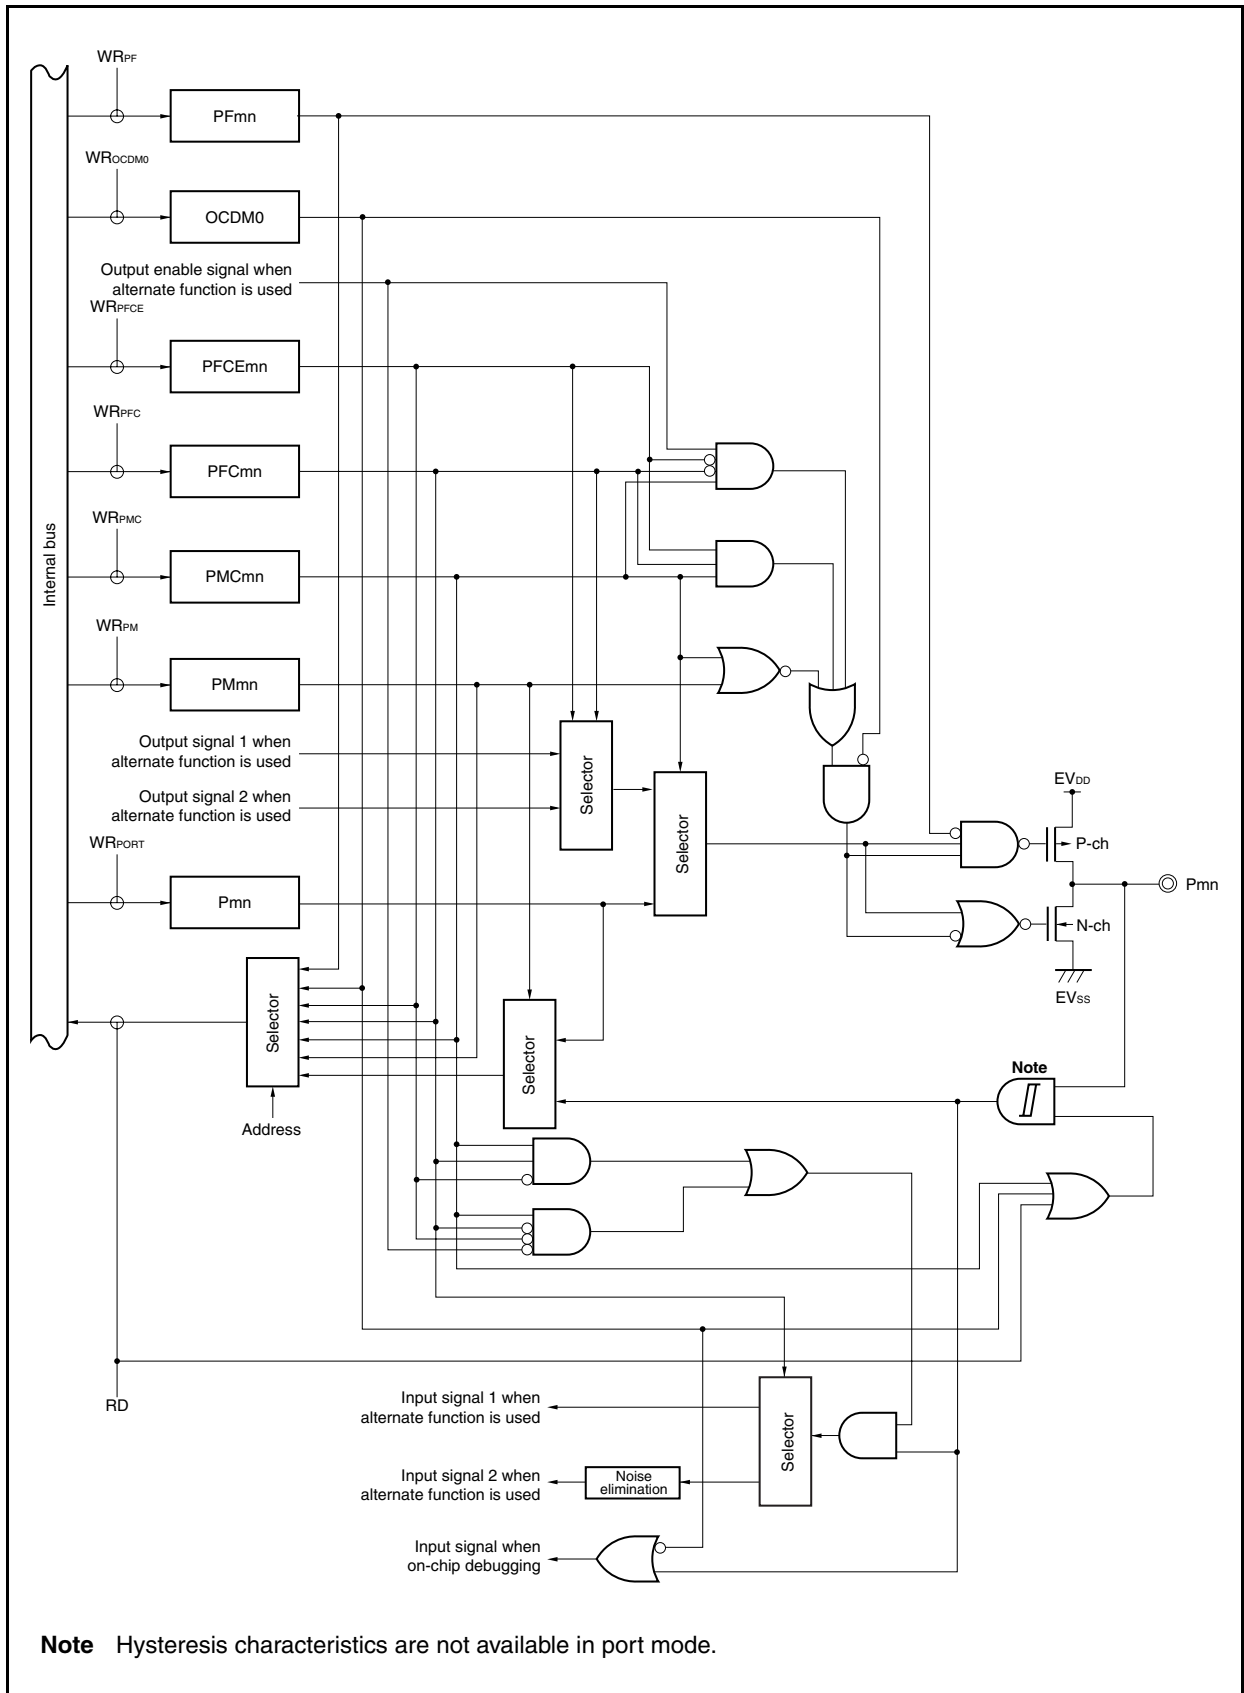 WRPF
PFmn
WROCDM0
OCDM0
Output enable signal when
alternate function is used
WRPFCE
PFCEmn
WRPFC
PFCmn
Internal bus
WRPMC
PMCmn
WRPM
PMmn
Output signal 1 when
alternate function is used
Output signal 2 when
alternate function is used
Selector
Selector
EVDD
P-ch
Pmn
N-ch
EVSS
WRPORT
Pmn
Selector
Address
Selector
Note
RD
Input signal 1 when
alternate function is used
Selector
Input signal 2 when
alternate function is used
Noise
elimination
Input signal when
on-chip debugging
Note Hysteresis characteristics are not available in port mode.